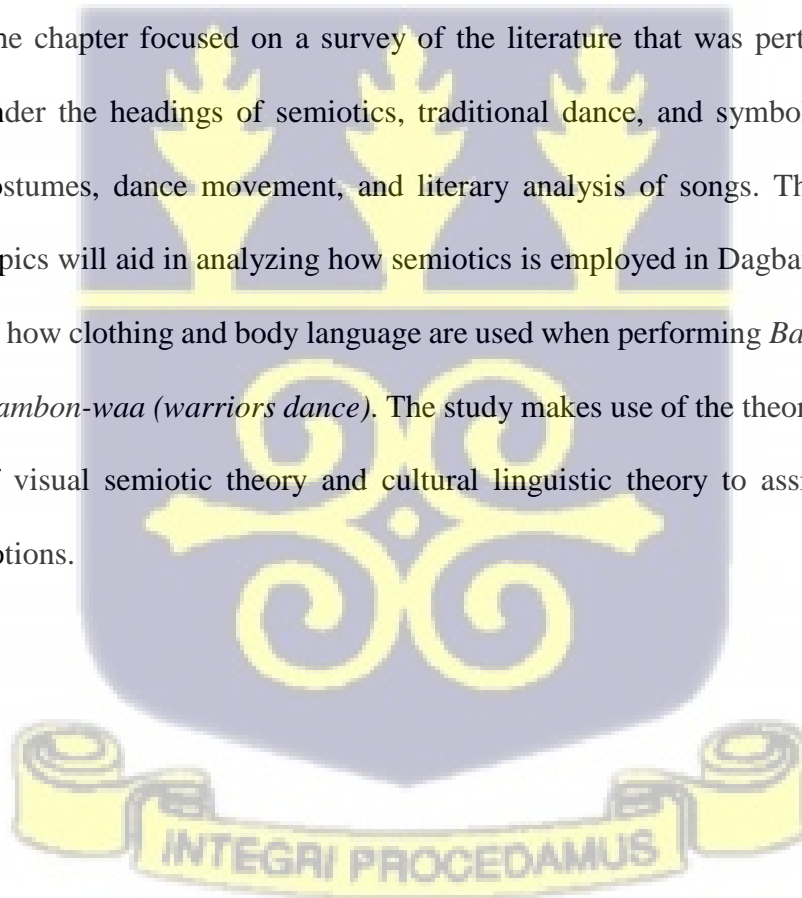 he chapter focused on a survey of the literature that was pert
nder the headings of semiotics, traditional dance, and symbol
ostumes, dance movement, and literary analysis of songs. Th
pics will aid in analyzing how semiotics is employed in Dagba
how clothing and body language are used when performing Ba
ambon-waa (warriors dance). The study makes use of the theor
f visual semiotic theory and cultural linguistic theory to assi
otions.
INTEGRI PROCEDAMUS